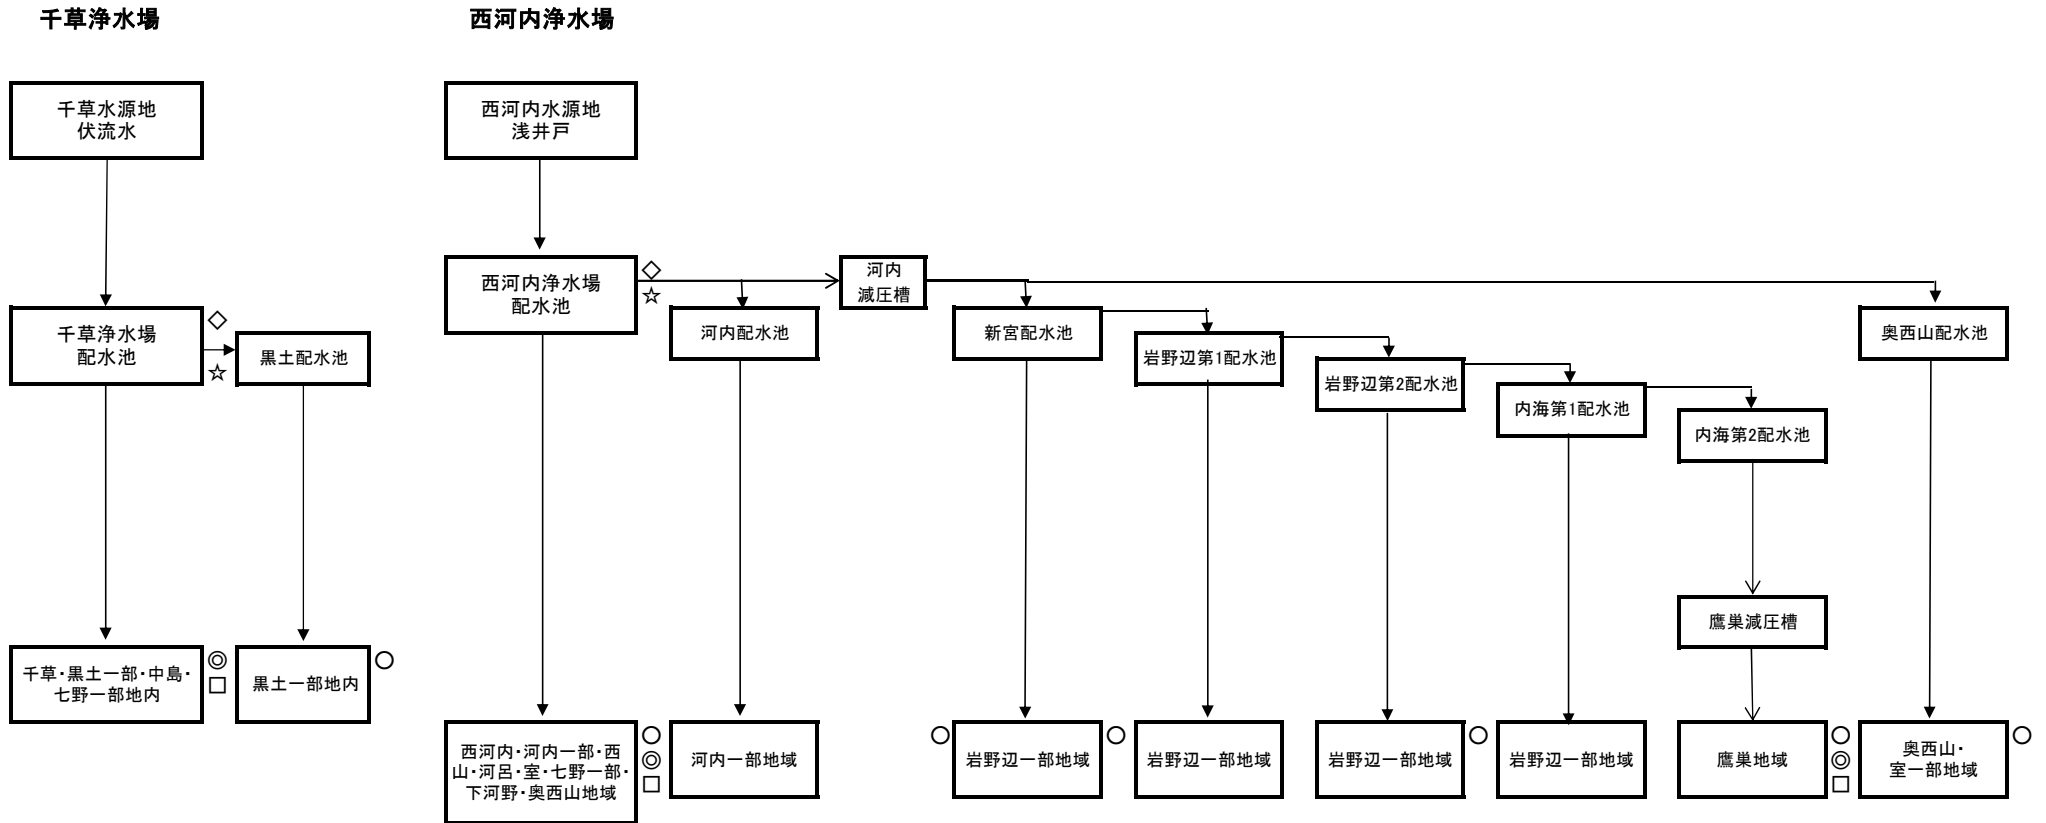 千草浄水場
西河内浄水場
千草水源地
伏流水
西河内水源地
浅井戸
西河内浄水場
配水池
◇
☆
河内
減圧槽
千草浄水場
配水池
◇
☆
黒土配水池
河内配水池
新宮配水池
岩野辺第1配水池
岩野辺第2配水池
内海第1配水池
内海第2配水池
奥西山配水池
鷹巣減圧槽
千草・黒土一部・中島・
七野一部地内
◎
□
黒土一部地内
○
西河内・河内一部・西
山・河呂・室・七野一部・
下河野・奥西山地域
○
◎
□
河内一部地域
○
岩野辺一部地域
○
岩野辺一部地域
岩野辺一部地域
○
岩野辺一部地域
鷹巣地域
○
◎
□
奥西山・
室一部地域
○